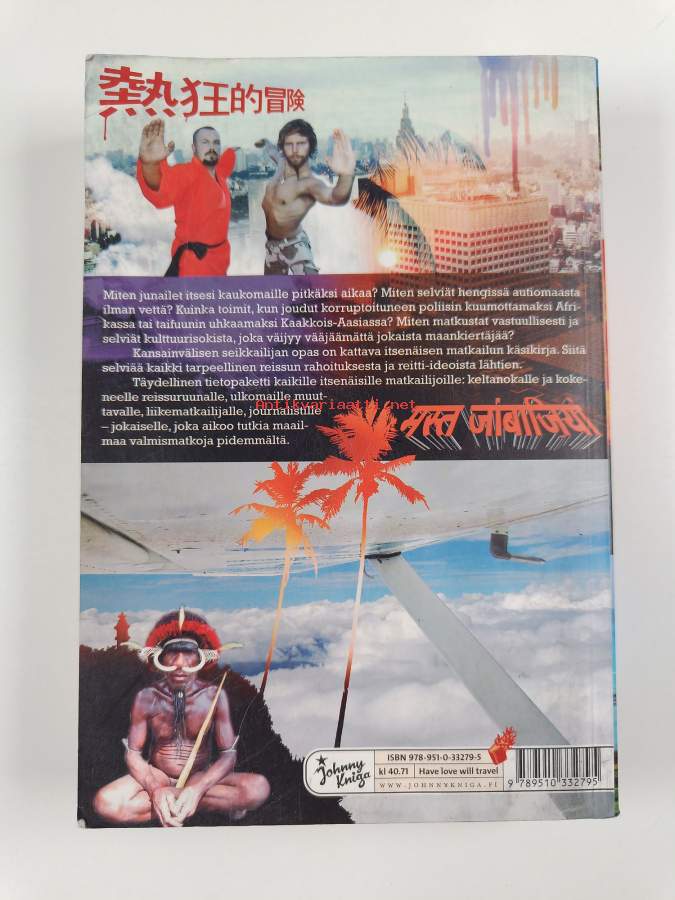 熱狂的冒険
Miten junailet itsesi kaukomaille pitkäksi aikaa? Miten selviät hengissä autiomaasta
ilman vettä? Kuinka toimit, kun joudut korruptoituneen poliisin kuumottamaksi Afri-
kassa tai taifuunin uhkaamaksi Kaakkois-Aasiassa? Miten matkustat vastuullisesti ja
selviät kulttuurisokista, joka väijyy vääjäämättä jokaista maankiertäjää?
Kansainvälisen seikkailijan opas on kattava itsenäisen matkailun käsikirja. Siitä
selviää kaikki tarpeellinen reissun rahoituksesta ja reitti-ideoista lähtien.
Täydellinen tietopaketti kaikille itsenäisille matkailijoille: keltanokalle ja koke-
neelle reissuruunalle, ulkomaille muut-
tavalle, liikematkailijalle, journalistille
– jokaiselle, joka aikoo tutkia maail-
maa valmismatkoja pidemmältä.
Antikvariaatti.net
मस्त जांबाजियां
Johnny
Kniga
ISBN 978-951-0-33279-5
kl 40.71 Have love will travel
WWW.JOHNNYKNIGA.FI
9 789510 332795